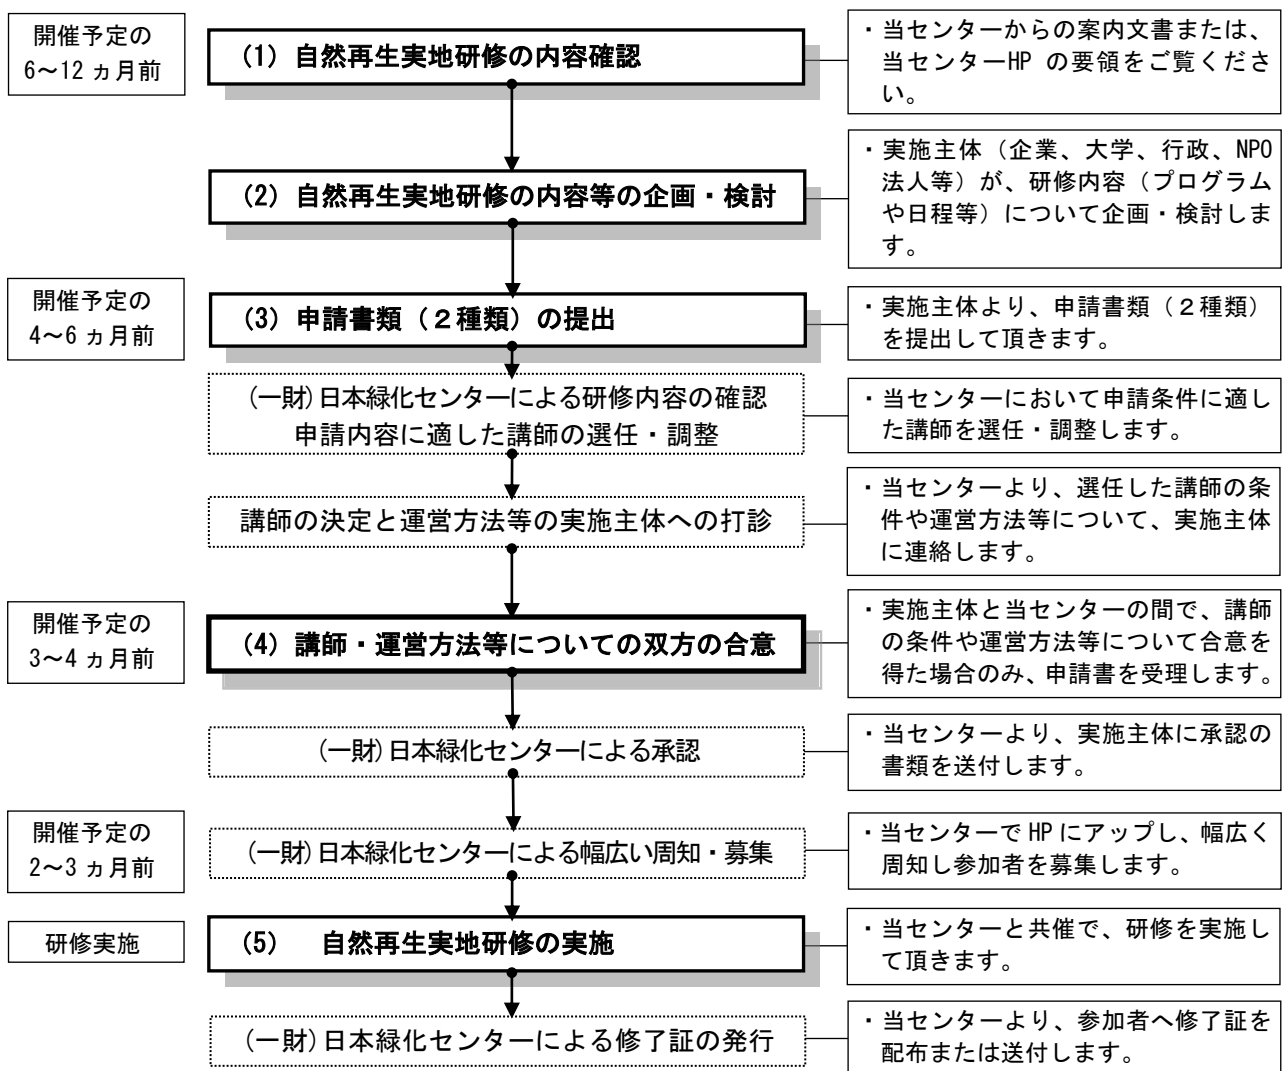 開催予定の
6～12 ヵ月前
(1) 自然再生実地研修の内容確認
・当センターからの案内文書または、
当センターHP の要領をご覧くださ
い。
(2) 自然再生実地研修の内容等の企画・検討
・実施主体（企業、大学、行政、NPO
法人等）が、研修内容（プログラム
や日程等）について企画・検討しま
す。
開催予定の
4～6 ヵ月前
(3) 申請書類（２種類）の提出
・実施主体より、申請書類（２種類）
を提出して頂きます。
(一財)日本緑化センターによる研修内容の確認
申請内容に適した講師の選任・調整
・当センターにおいて申請条件に適し
た講師を選任・調整します。
講師の決定と運営方法等の実施主体への打診
・当センターより、選任した講師の条
件や運営方法等について、実施主体
に連絡します。
開催予定の
3～4 ヵ月前
(4) 講師・運営方法等についての双方の合意
・実施主体と当センターの間で、講師
の条件や運営方法等について合意を
得た場合のみ、申請書を受理します。
(一財)日本緑化センターによる承認
・当センターより、実施主体に承認の
書類を送付します。
開催予定の
2～3 ヵ月前
(一財)日本緑化センターによる幅広い周知・募集
・当センターで HP にアップし、幅広く
周知し参加者を募集します。
研修実施
(5) 自然再生実地研修の実施
・当センターと共催で、研修を実施し
て頂きます。
(一財)日本緑化センターによる修了証の発行
・当センターより、参加者へ修了証を
配布または送付します。